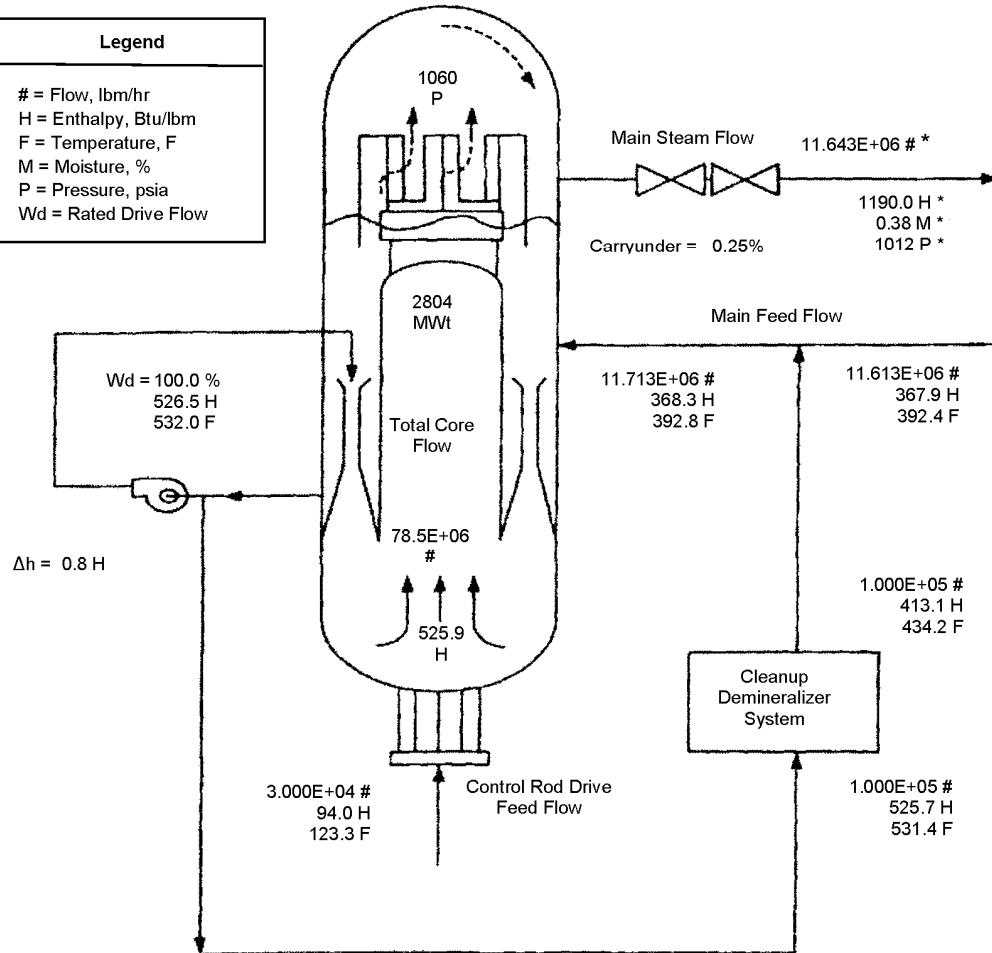 Legend
# = Flow, lbm/hr
H = Enthalpy, Btu/lbm
F = Temperature, F
M = Moisture, %
P = Pressure, psia
Wd = Rated Drive Flow
1060
P
Main Steam Flow
11.643E+06 # *
1190.0 H *
0.38 M *
1012 P *
Carryunder = 0.25%
2804
MWt
Main Feed Flow
Wd = 100.0 %
526.5 H
532.0 F
11.713E+06 #
368.3 H
392.8 F
11.613E+06 #
367.9 H
392.4 F
Total Core
Flow
78.5E+06
#
Δh = 0.8 H
525.9
H
1.000E+05 #
413.1 H
434.2 F
Cleanup
Demineralizer
System
3.000E+04 #
94.0 H
123.3 F
Control Rod Drive
Feed Flow
1.000E+05 #
525.7 H
531.4 F